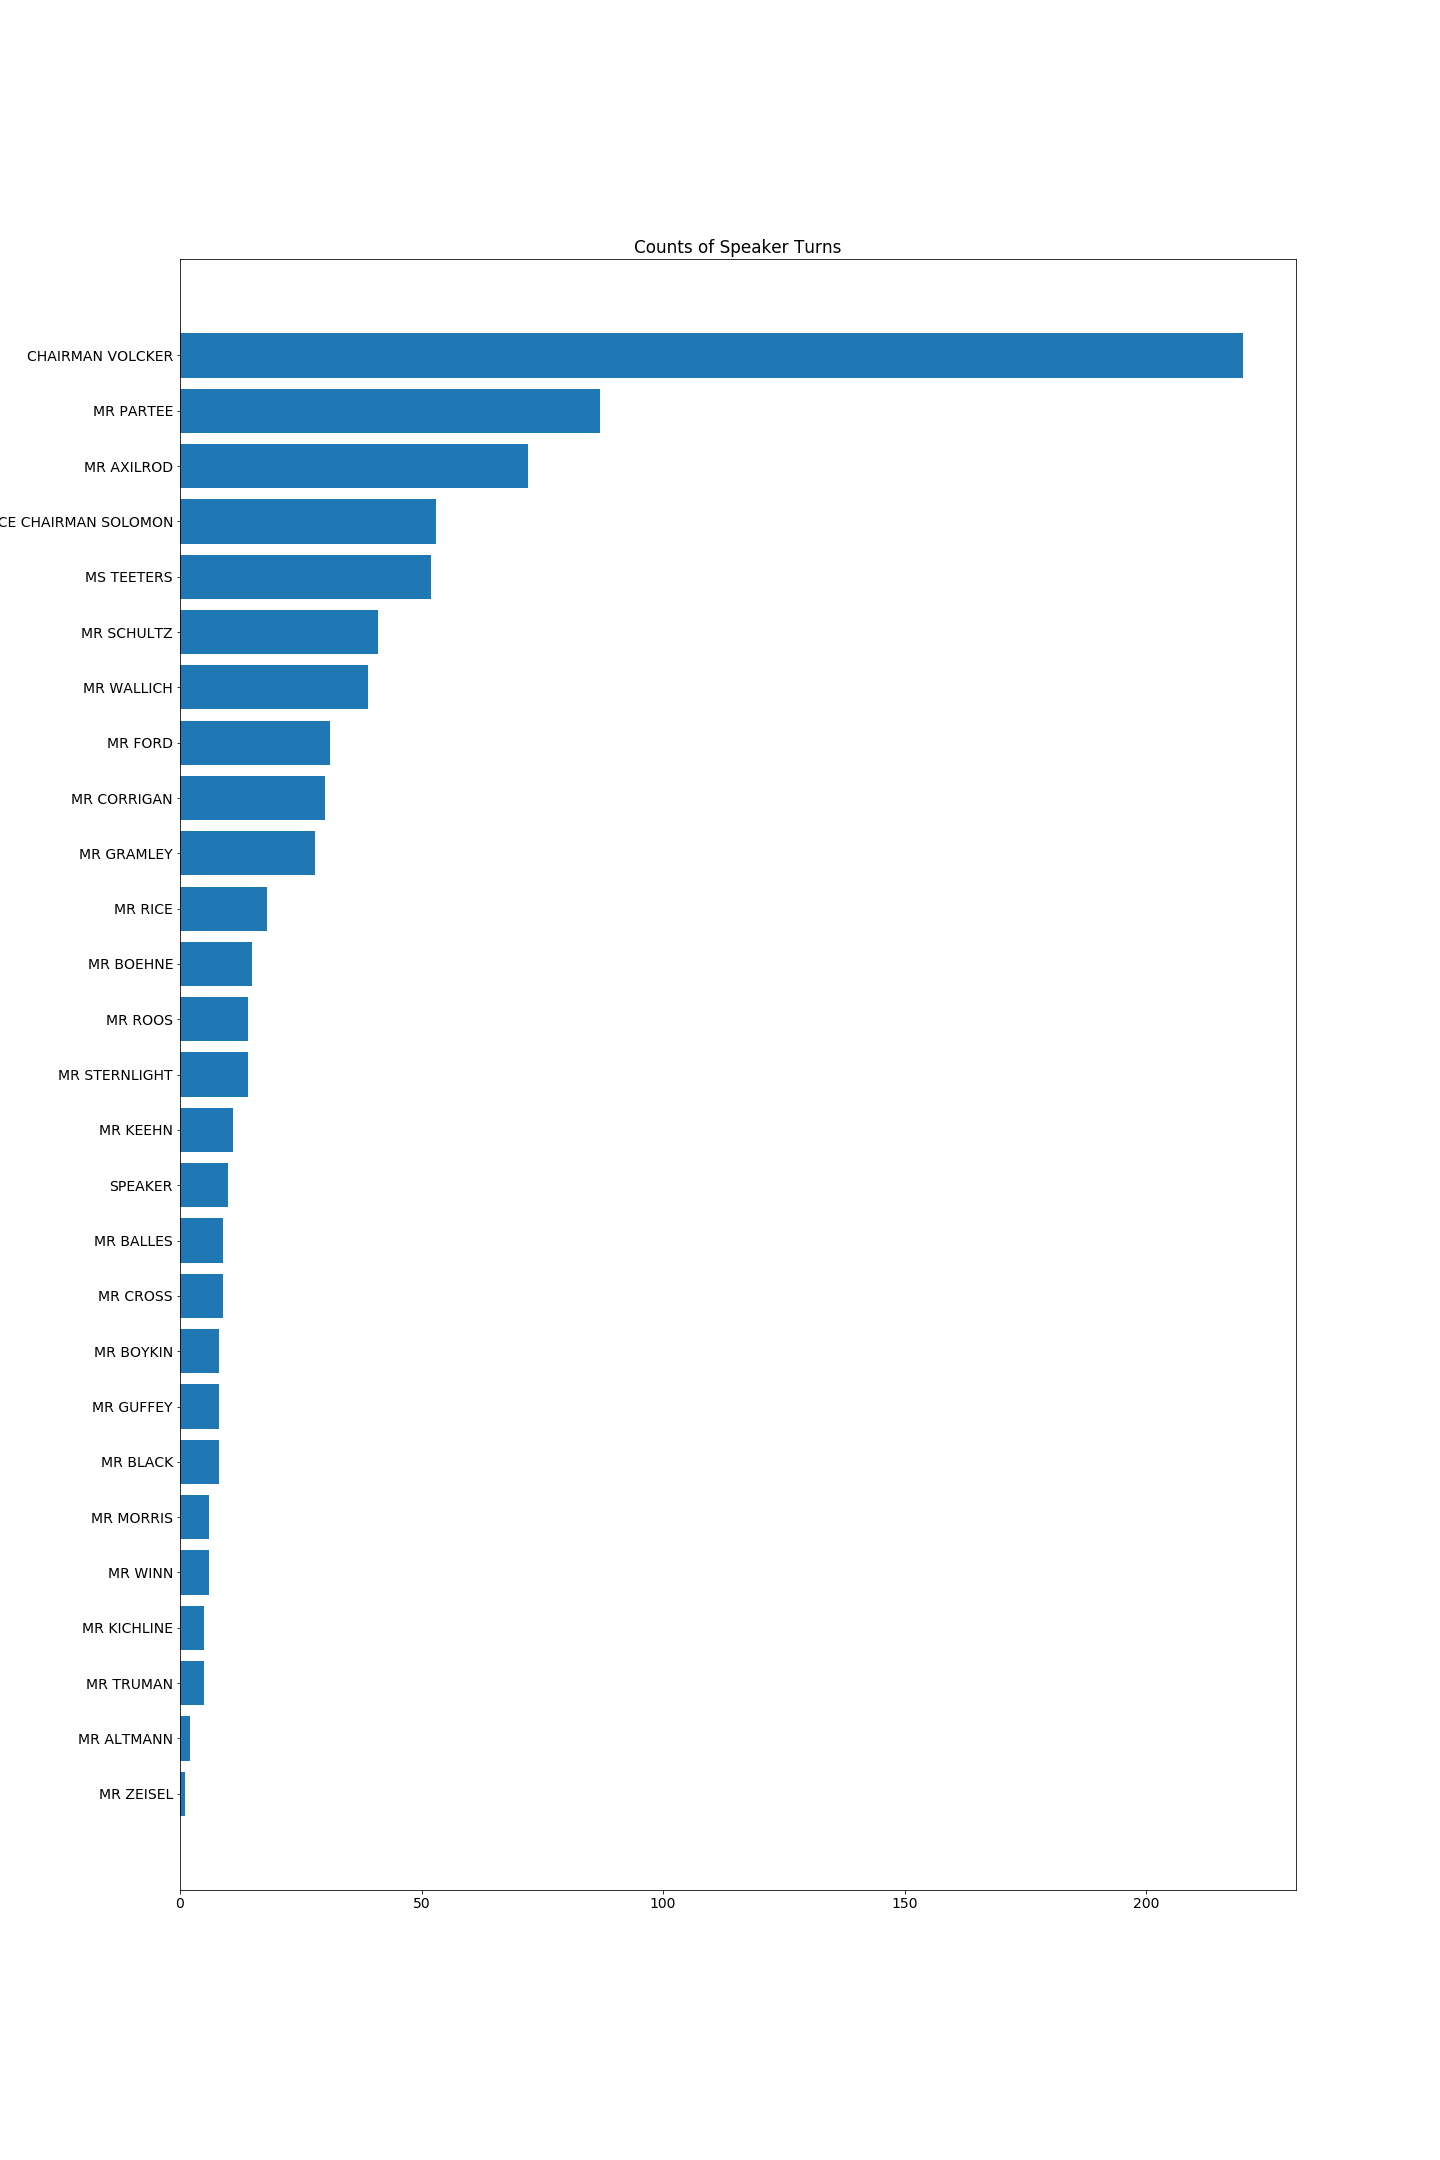 Counts of Speaker Turns
CHAIRMAN VOLCKER
MR PARTEE
MR AXILROD
CE CHAIRMAN SOLOMON
MS TEETERS
MR SCHULTZ
MR WALLICH
MR FORD
MR CORRIGAN
MR GRAMLEY
MR RICE
MR BOEHNE
MR ROOS
MR STERNLIGHT
MR KEEHN
SPEAKER
MR BALLES
MR CROSS
MR BOYKIN
MR GUFFEY
MR BLACK
MR MORRIS
MR WINN
MR KICHLINE
MR TRUMAN
MR ALTMANN
MR ZEISEL
0 50 100 150 200